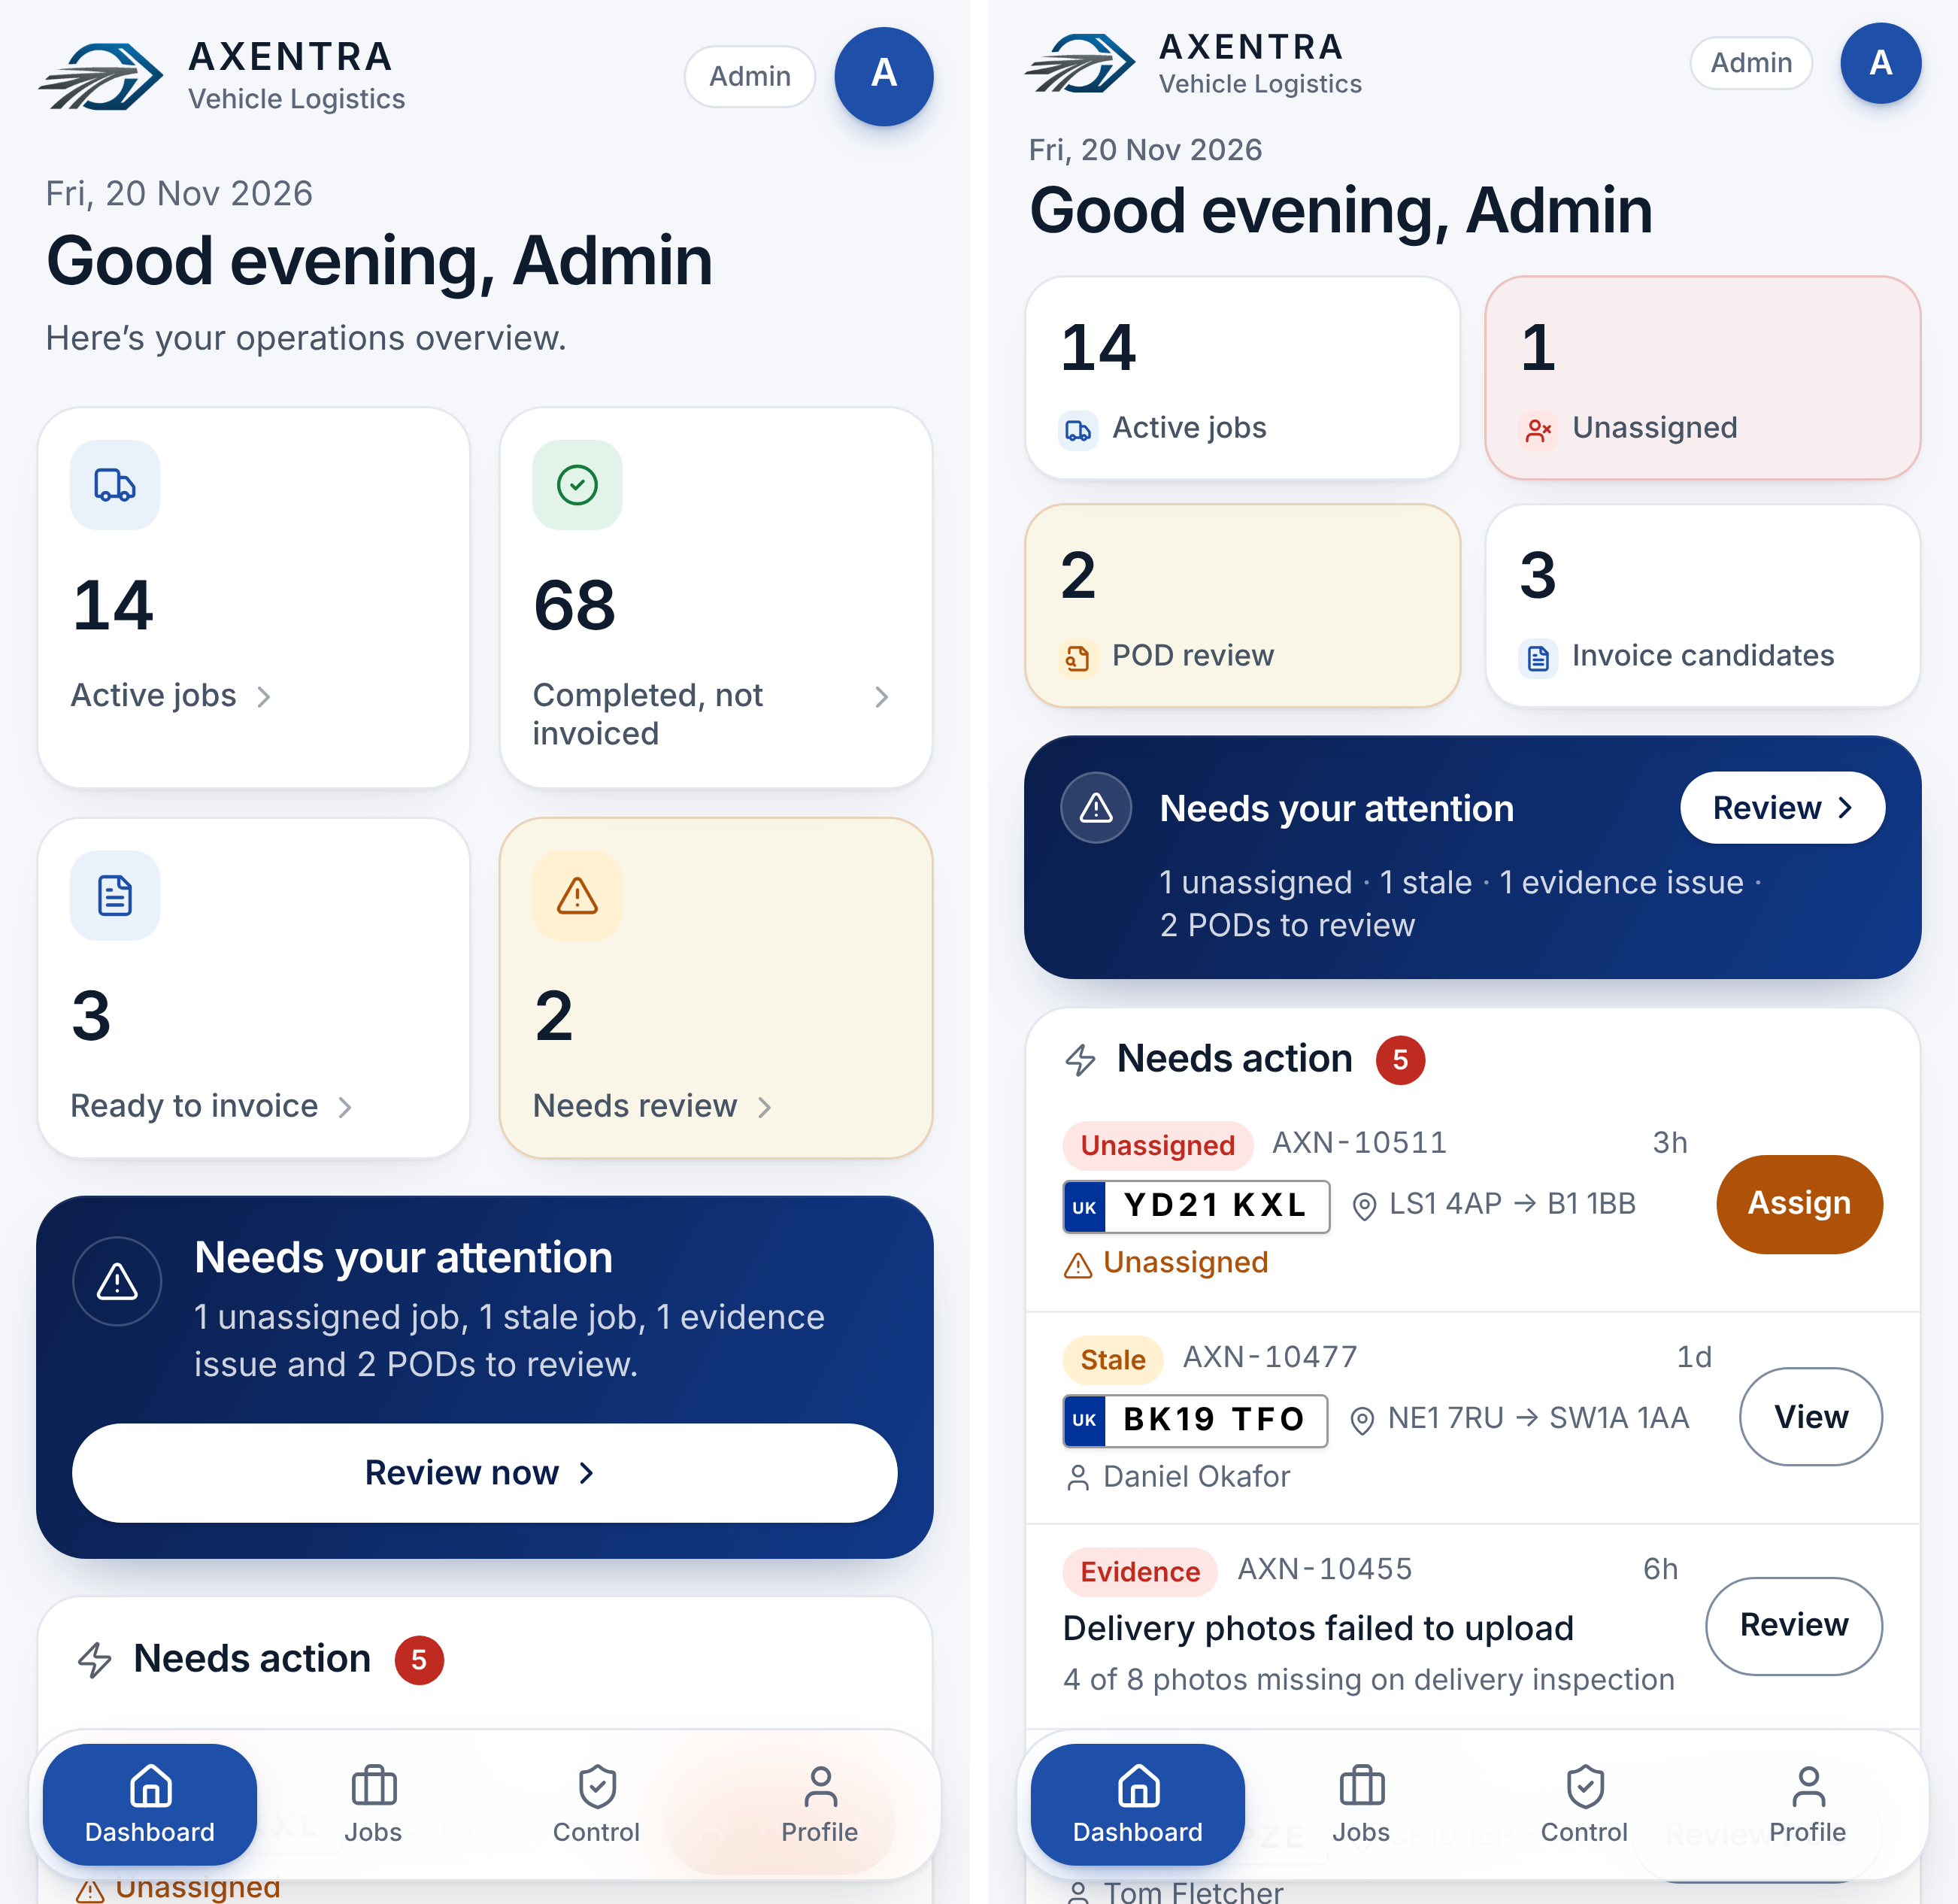 AXENTRA
Vehicle Logistics
Admin
A
Fri, 20 Nov 2026
Good evening, Admin
Here’s your operations overview.
14
Active jobs
68
Completed, not
invoiced
3
Ready to invoice
2
Needs review
Needs your attention
1 unassigned job, 1 stale job, 1 evidence
issue and 2 PODs to review.
Review now
Needs action 5
Dashboard
Jobs
Control
Profile
Unassigned
AXENTRA
Vehicle Logistics
Admin
A
Fri, 20 Nov 2026
Good evening, Admin
14
Active jobs
1
Unassigned
2
POD review
3
Invoice candidates
Needs your attention
Review
1 unassigned · 1 stale · 1 evidence issue ·
2 PODs to review
Needs action 5
Unassigned AXN-10511 3h
UK YD21 KXL LS1 4AP → B1 1BB
Assign
Unassigned
Stale AXN-10477 1d
UK BK19 TFO NE1 7RU → SW1A 1AA
View
Daniel Okafor
Evidence AXN-10455 6h
Delivery photos failed to upload
Review
4 of 8 photos missing on delivery inspection
Dashboard
Jobs
Control
Profile
Tom Fletcher